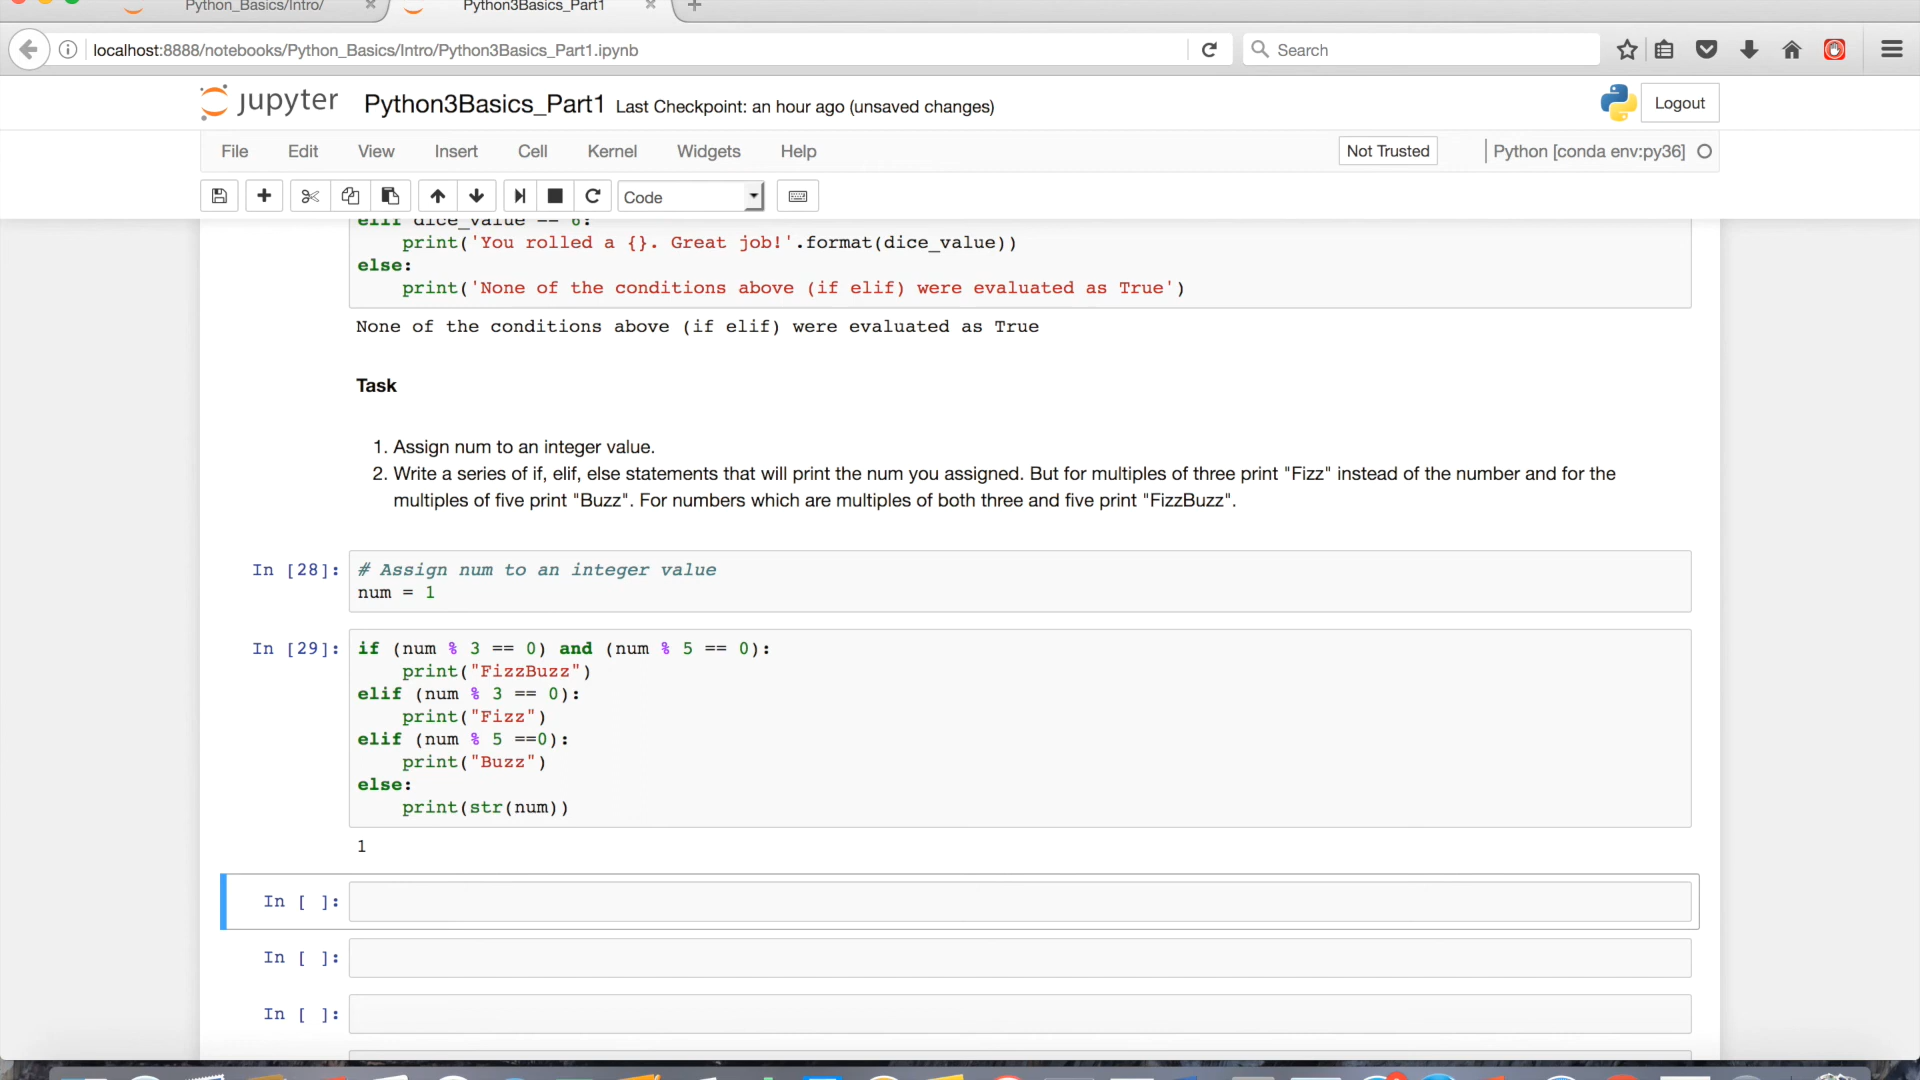 Python_Basics/Intro/
Python3Basics_Part1
localhost:8888/notebooks/Python_Basics/Intro/Python3Basics_Part1.ipynb
Search
jupyter
Python3Basics_Part1 Last Checkpoint: an hour ago (unsaved changes)
Logout
File Edit View Insert Cell Kernel Widgets Help
Not Trusted
Python [conda env:py36]
Code
elif dice_value == 6:
    print('You rolled a {}. Great job!'.format(dice_value))
else:
    print('None of the conditions above (if elif) were evaluated as True')
None of the conditions above (if elif) were evaluated as True
Task
1. Assign num to an integer value.
2. Write a series of if, elif, else statements that will print the num you assigned. But for multiples of three print "Fizz" instead of the number and for the
multiples of five print "Buzz". For numbers which are multiples of both three and five print "FizzBuzz".
In [28]: # Assign num to an integer value
num = 1
In [29]: if (num % 3 == 0) and (num % 5 == 0):
    print("FizzBuzz")
elif (num % 3 == 0):
    print("Fizz")
elif (num % 5 ==0):
    print("Buzz")
else:
    print(str(num))
1
In [ ]:
In [ ]:
In [ ]: